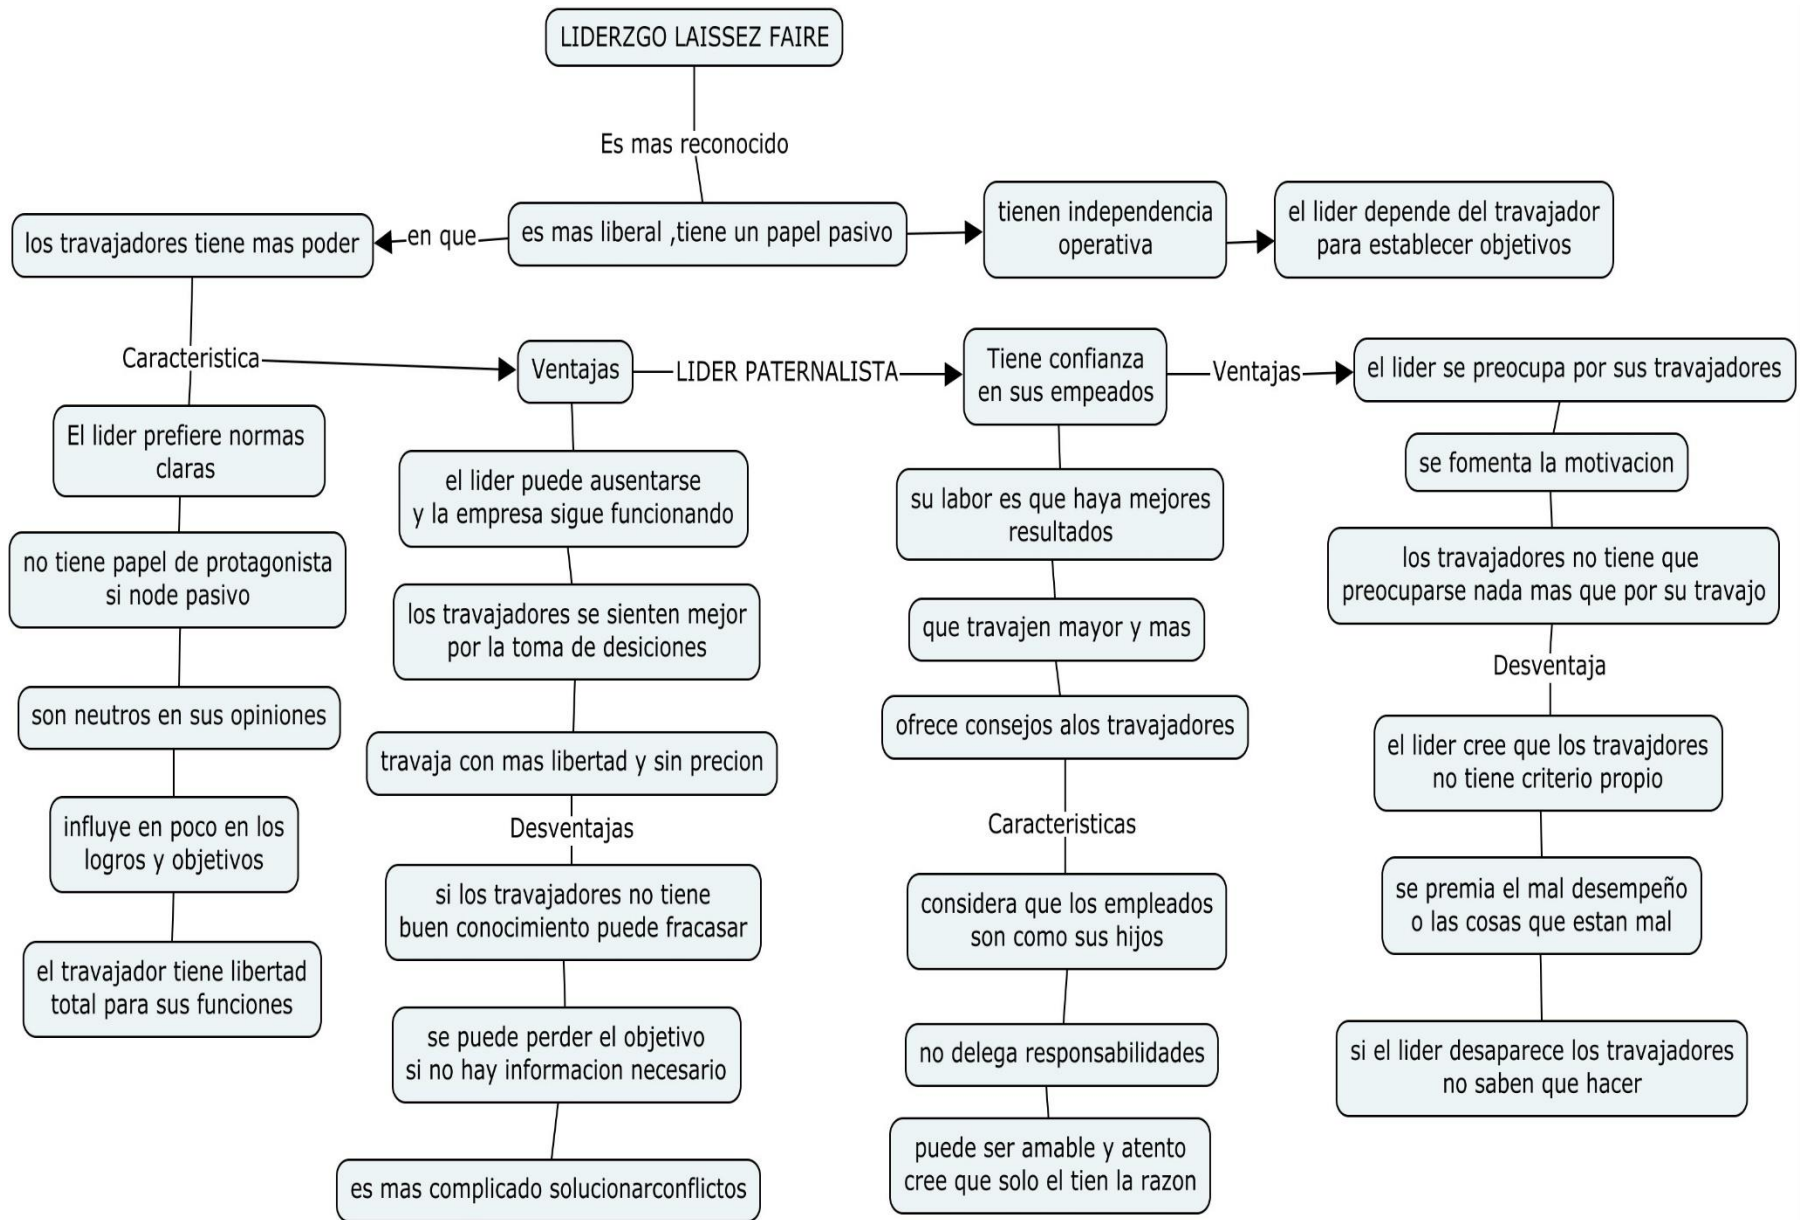 LIDERZGO LAISSEZ FAIRE
Es mas reconocido
los travajadores tiene mas poder
en que
es mas liberal ,tiene un papel pasivo
tienen independencia
operativa
el lider depende del travajador
para establecer objetivos
Caracteristica
El lider prefiere normas
claras
no tiene papel de protagonista
si node pasivo
son neutros en sus opiniones
influye en poco en los
logros y objetivos
el travajador tiene libertad
total para sus funciones
Ventajas
el lider puede ausentarse
y la empresa sigue funcionando
los travajadores se sienten mejor
por la toma de desiciones
travaja con mas libertad y sin precion
Desventajas
si los travajadores no tiene
buen conocimiento puede fracasar
se puede perder el objetivo
si no hay informacion necesario
es mas complicado solucionarconflictos
LIDER PATERNALISTA
Tiene confianza
en sus empeados
su labor es que haya mejores
resultados
que travajen mayor y mas
ofrece consejos alos travajadores
Caracteristicas
considera que los empleados
son como sus hijos
no delega responsabilidades
puede ser amable y atento
cree que solo el tien la razon
Ventajas
el lider se preocupa por sus travajadores
se fomenta la motivacion
los travajadores no tiene que
preocuparse nada mas que por su travajo
Desventaja
el lider cree que los travajdores
no tiene criterio propio
se premia el mal desempeño
o las cosas que estan mal
si el lider desaparece los travajadores
no saben que hacer